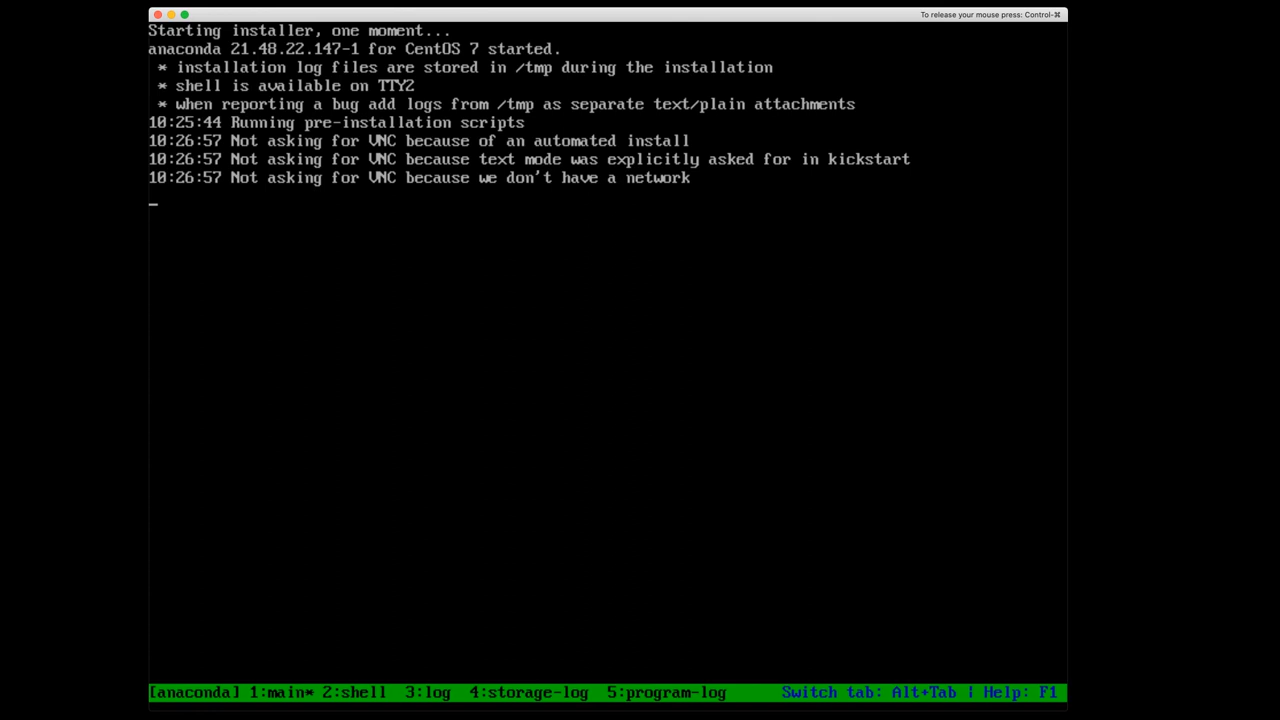 To release your mouse press: Control-⌘
Starting installer, one moment...
anaconda 21.48.22.147-1 for CentOS 7 started.
* installation log files are stored in /tmp during the installation
* shell is available on TTY2
* when reporting a bug add logs from /tmp as separate text/plain attachments
10:25:44 Running pre-installation scripts
10:26:57 Not asking for VNC because of an automated install
10:26:57 Not asking for VNC because text mode was explicitly asked for in kickstart
10:26:57 Not asking for VNC because we don't have a network
[anaconda] 1:main* 2:shell 3:log 4:storage-log 5:program-log Switch tab: Alt+Tab | Help: F1